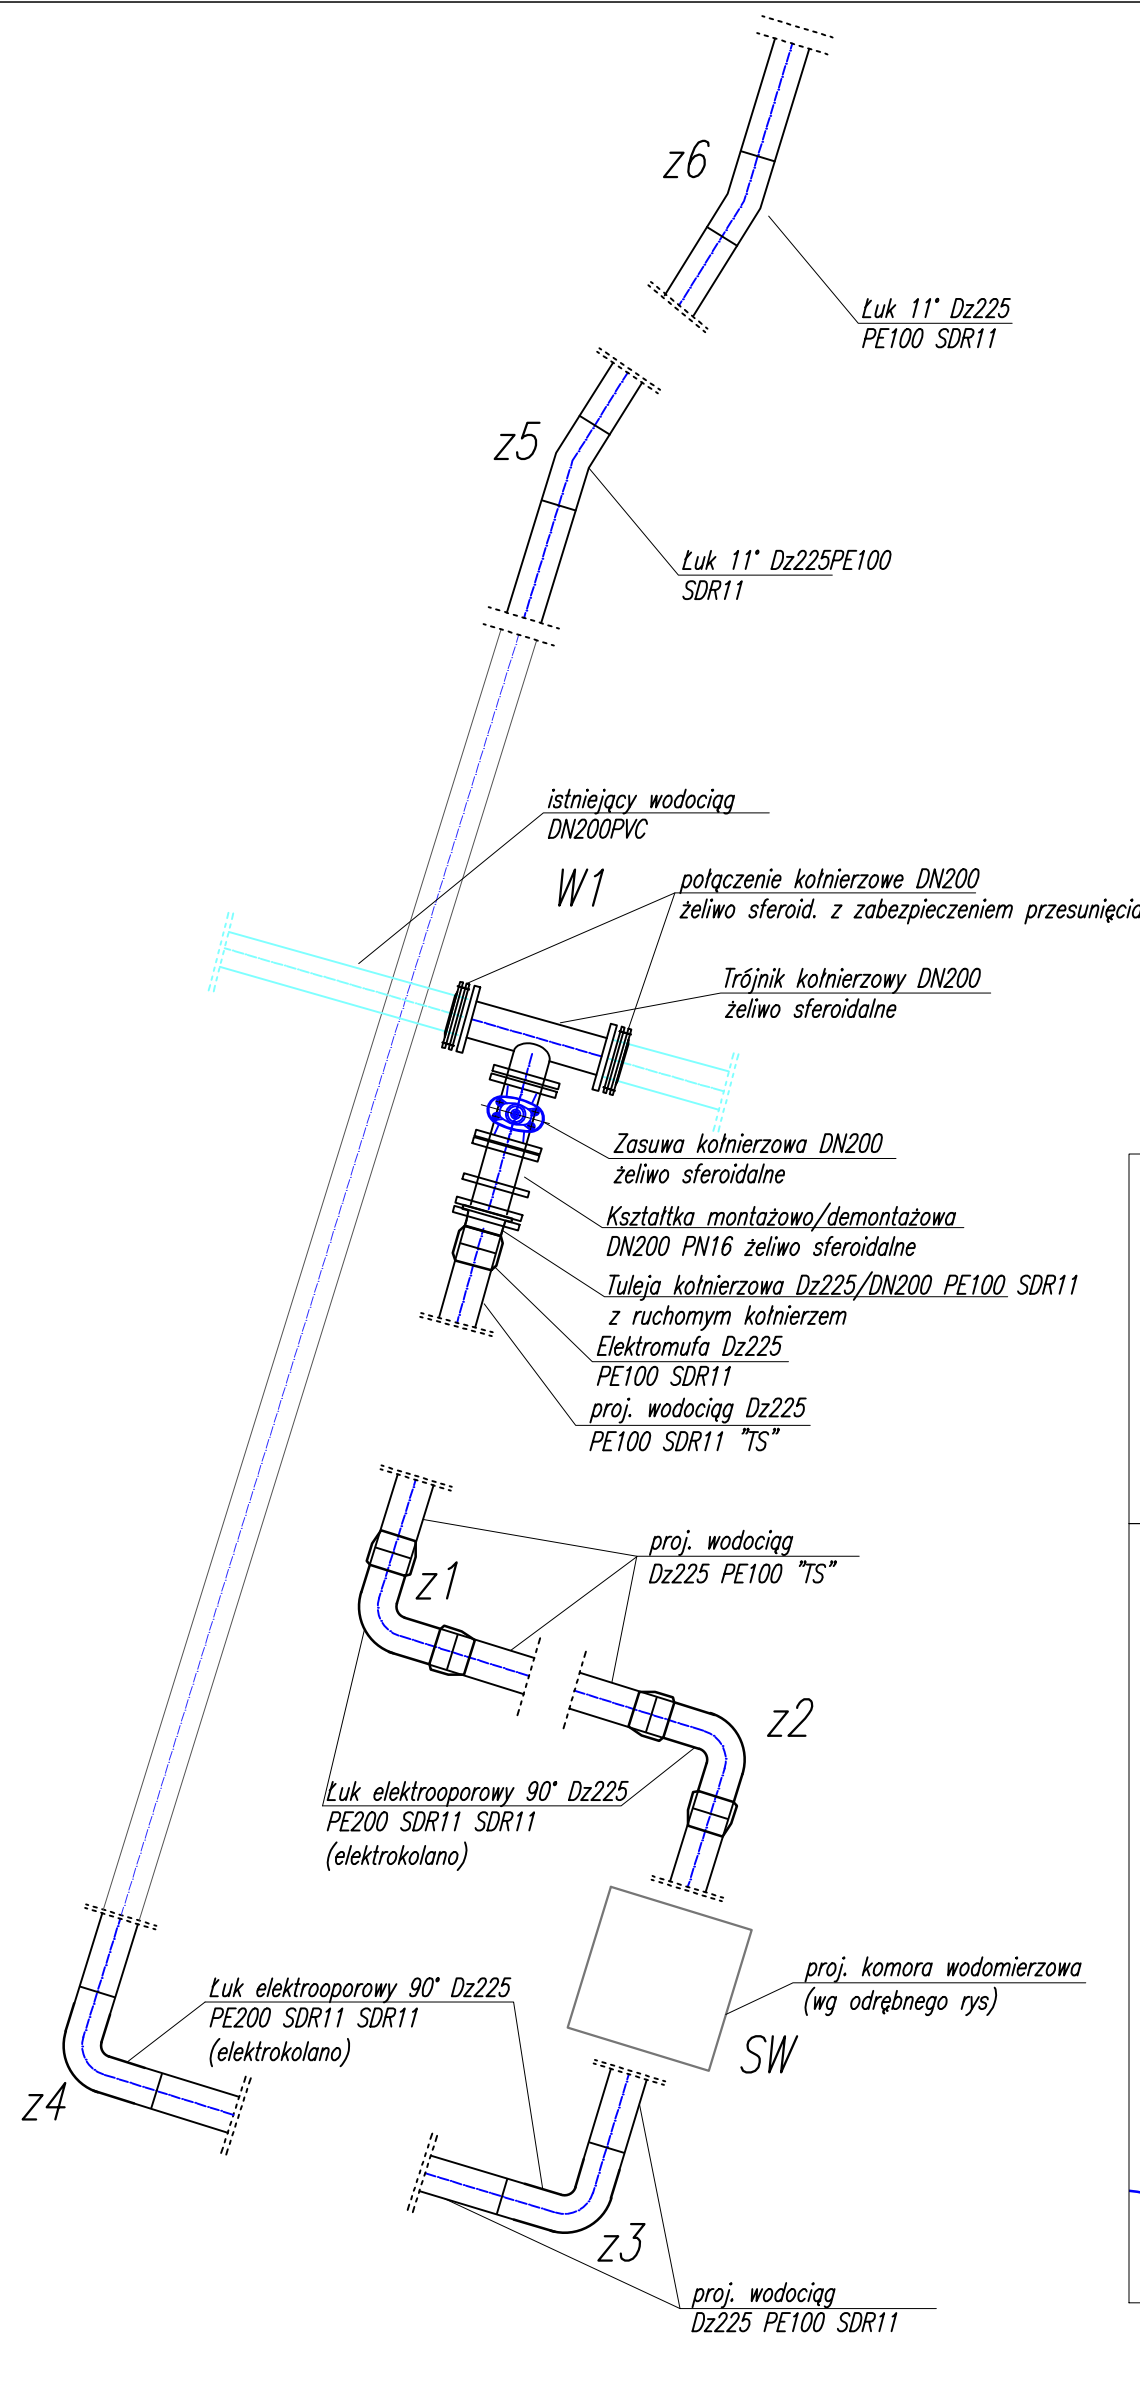 z6
Łuk 11° Dz225
PE100 SDR11
z5
Łuk 11° Dz225PE100
SDR11
istniejący wodociąg
DN200PVC
W1
połączenie kołnierzowe DN200
żeliwo sferoid. z zabezpieczeniem przesunięcia
Trójnik kołnierzowy DN200
żeliwo sferoidalne
Zasuwa kołnierzowa DN200
żeliwo sferoidalne
Kształtka montażowo/demontażowa
DN200 PN16 żeliwo sferoidalne
Tuleja kołnierzowa Dz225/DN200 PE100 SDR11
z ruchomym kołnierzem
Elektromufa Dz225
PE100 SDR11
proj. wodociąg Dz225
PE100 SDR11 "TS"
proj. wodociąg
Dz225 PE100 "TS"
z1
z2
Łuk elektrooporowy 90° Dz225
PE200 SDR11 SDR11
(elektrokolano)
proj. komora wodomierzowa
(wg odrębnego rys)
SW
Łuk elektrooporowy 90° Dz225
PE200 SDR11 SDR11
(elektrokolano)
z4
z3
proj. wodociąg
Dz225 PE100 SDR11